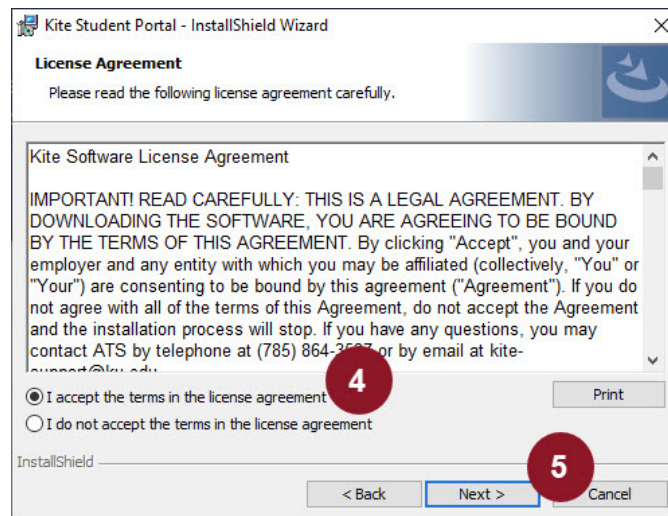 Kite Student Portal - InstallShield Wizard
License Agreement
Please read the following license agreement carefully.
Kite Software License Agreement
IMPORTANT! READ CAREFULLY: THIS IS A LEGAL AGREEMENT. BY
DOWNLOADING THE SOFTWARE, YOU ARE AGREEING TO BE BOUND
BY THE TERMS OF THIS AGREEMENT. By clicking "Accept", you and your
employer and any entity with which you may be affiliated (collectively, "You" or
"Your") are consenting to be bound by this agreement ("Agreement"). If you do
not agree with all of the terms of this Agreement, do not accept the Agreement
and the installation process will stop. If you have any questions, you may
contact ATS by telephone at (785) or by email at kite-
4
I accept the terms in the license agreement
Print
I do not accept the terms in the license agreement
InstallShield
5
< Back
Next >
Cancel